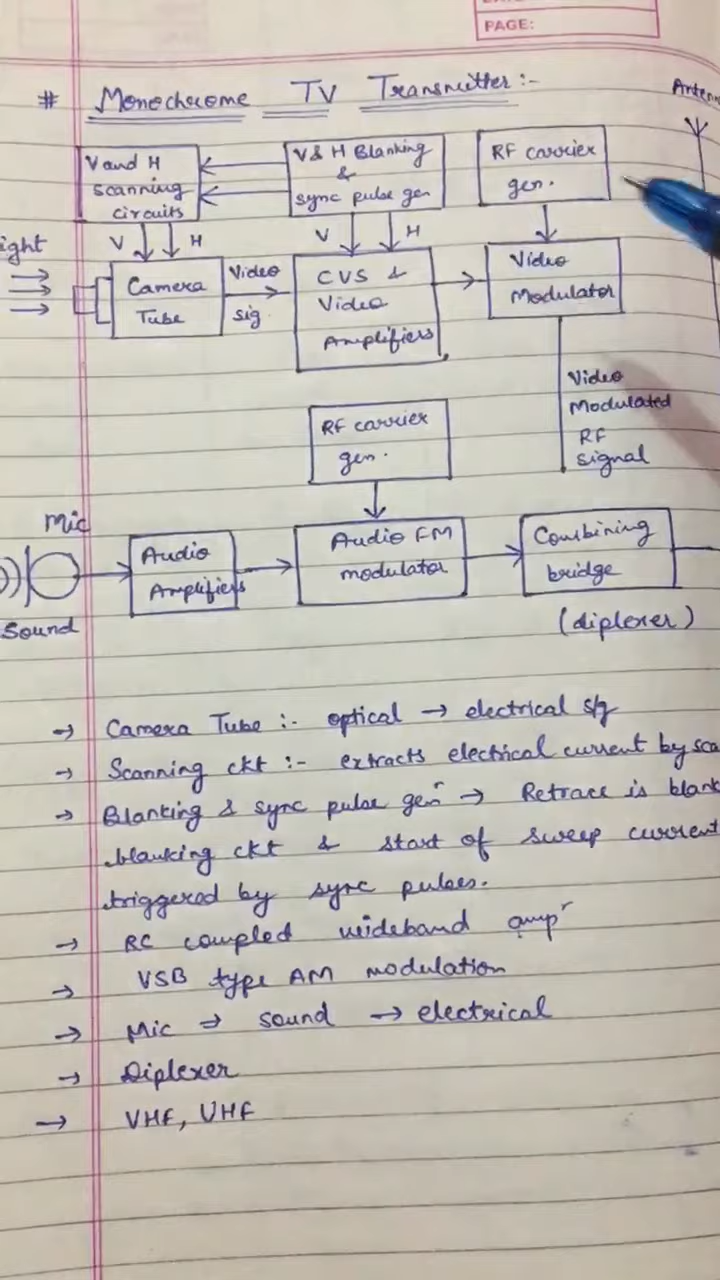 PAGE:
# Monochrome TV Transmitter:-
Antenn
V and H
scanning
circuits
V&H Blanking
&
sync pulse gen
RF carrier
gen.
ight
V H
V H
Camera
Tube
Video
sig.
CVS &
Video
Amplifiers
Video
Modulator
Video
Modulated
RF
signal
RF carrier
gen.
Mic
Sound
Audio
Amplifiers
Audio FM
modulator
Combining
bridge
(diplexer)
→ Camera Tube :- optical → electrical sig
→ Scanning ckt :- extracts electrical current by sca
→ Blanking & sync pulse genⁿ → Retrace is blank
blanking ckt & start of sweep current
triggered by sync pulses.
→ RC coupled wideband ampʳ
→ VSB type AM modulation
→ Mic → sound → electrical
→ Diplexer
→ VHF, UHF